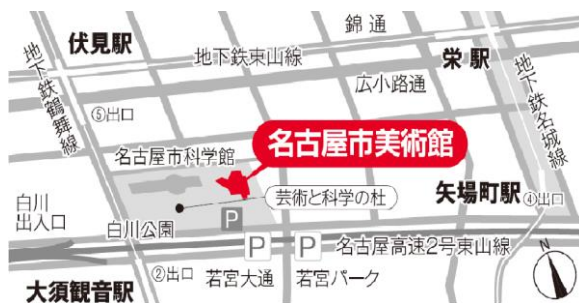 錦通
伏見駅
地下鉄東山線
栄駅
広小路通
地下鉄鶴舞線
地下鉄名城線
⑤出口
名古屋市科学館
名古屋市美術館
芸術と科学の杜
矢場町駅
④出口
白川
出入口
白川公園
P
P
P
名古屋高速2号東山線
②出口
若宮大通
若宮パーク
大須観音駅
N